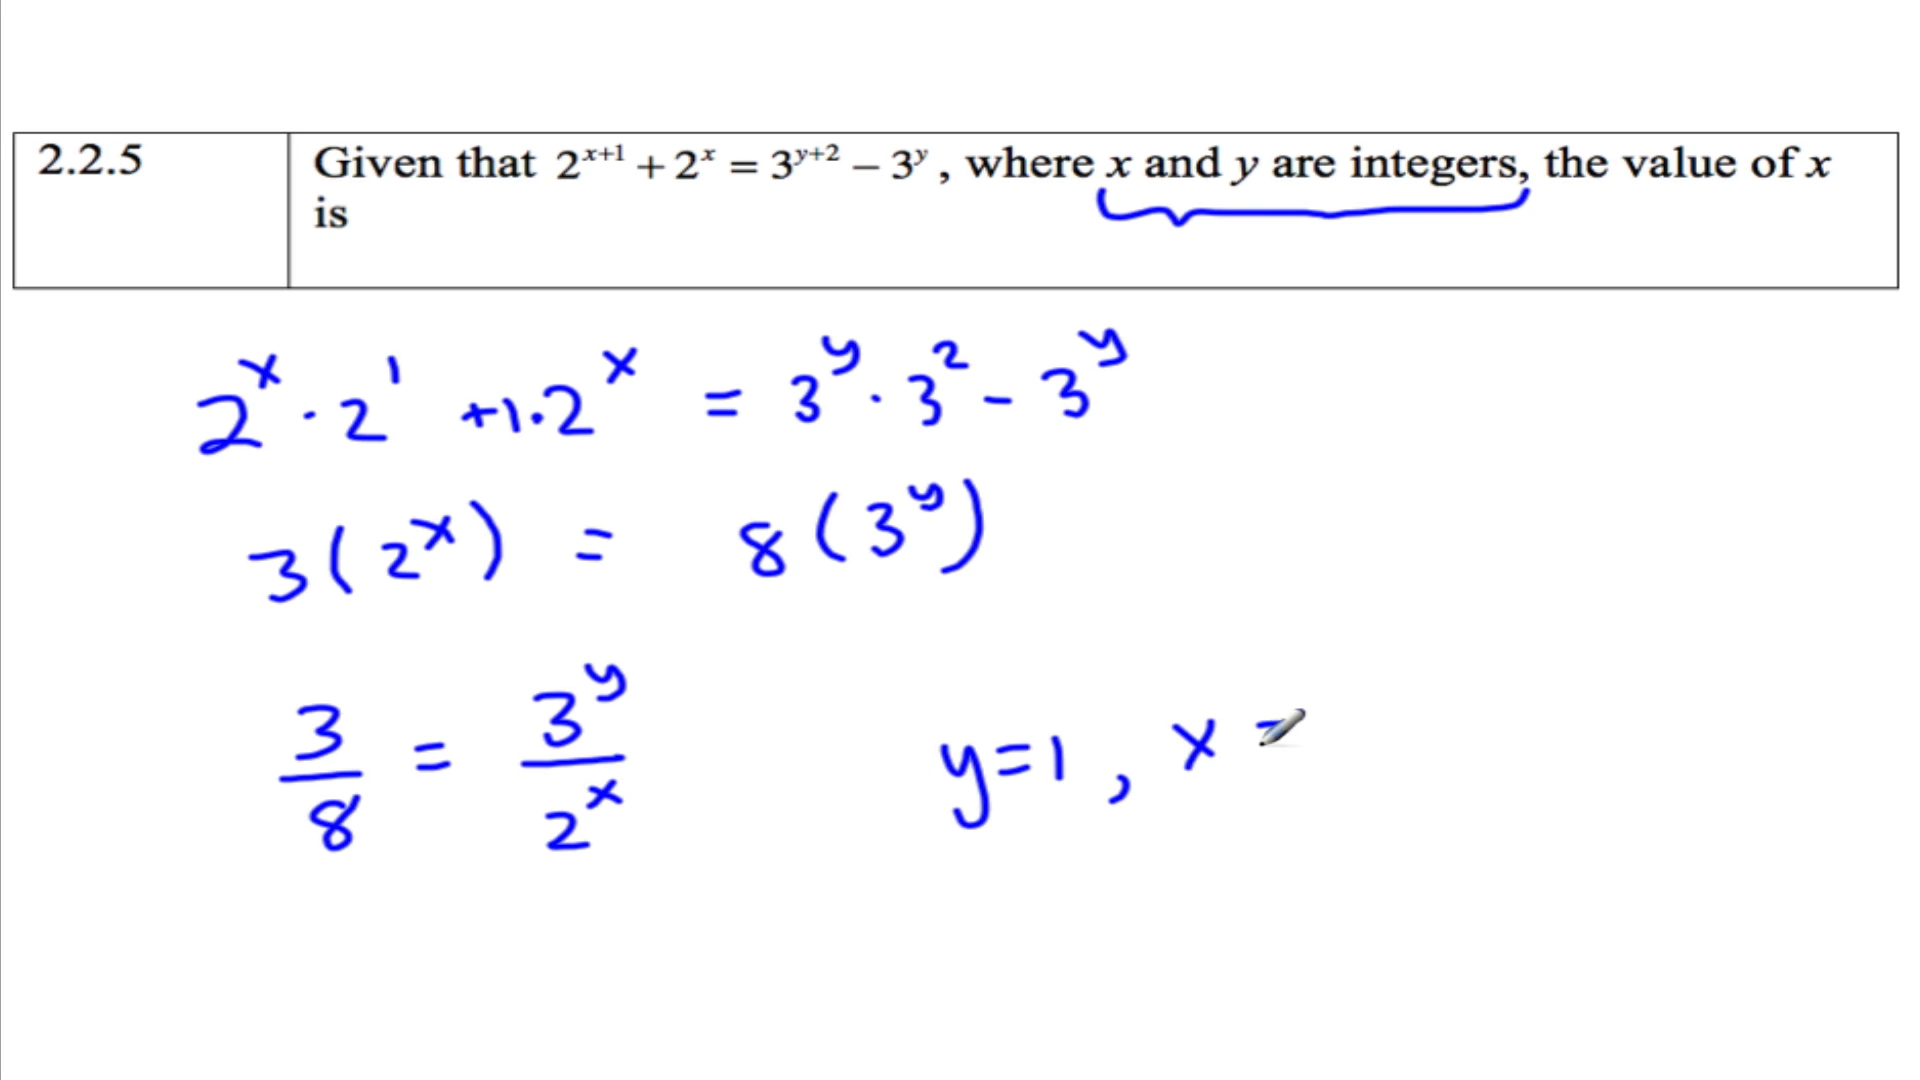 2.2.5
Given that 2^{x+1} + 2^x = 3^{y+2} − 3^y , where x and y are integers, the value of x
is
2^x · 2^1 + 1 · 2^x = 3^y · 3^2 − 3^y
3(2^x) = 8(3^y)
3/8 = 3^y/2^x
y=1, x =